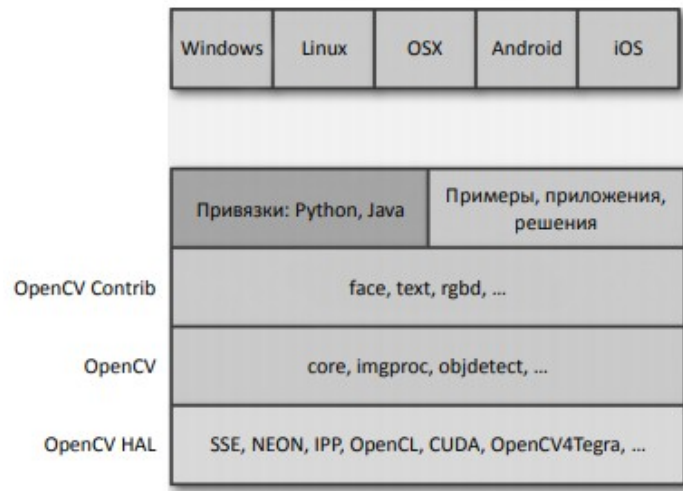 Windows Linux OSX Android iOS
Привязки: Python, Java
Примеры, приложения,
решения
OpenCV Contrib face, text, rgbd, ...
OpenCV core, imgproc, objdetect, ...
OpenCV HAL SSE, NEON, IPP, OpenCL, CUDA, OpenCV4Tegra, ...